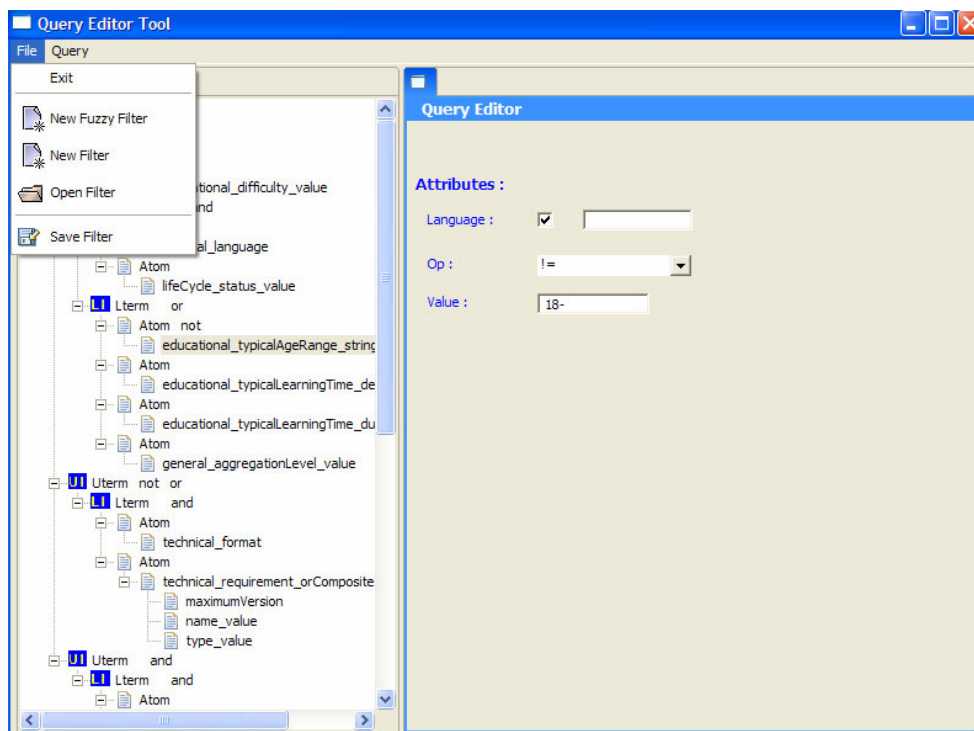 Query Editor Tool
File Query
Exit
New Fuzzy Filter
New Filter
Open Filter
Save Filter
tional_difficulty_value
nd
al_language
Atom
lifeCycle_status_value
LI Lterm or
Atom not
educational_typicalAgeRange_string
Atom
educational_typicalLearningTime_de
Atom
educational_typicalLearningTime_du
Atom
general_aggregationLevel_value
UI Uterm not or
LI Lterm and
Atom
technical_format
Atom
technical_requirement_orComposite
maximumVersion
name_value
type_value
UI Uterm and
LI Lterm and
Atom
Query Editor
Attributes :
Language :
Op : !=
Value : 18-